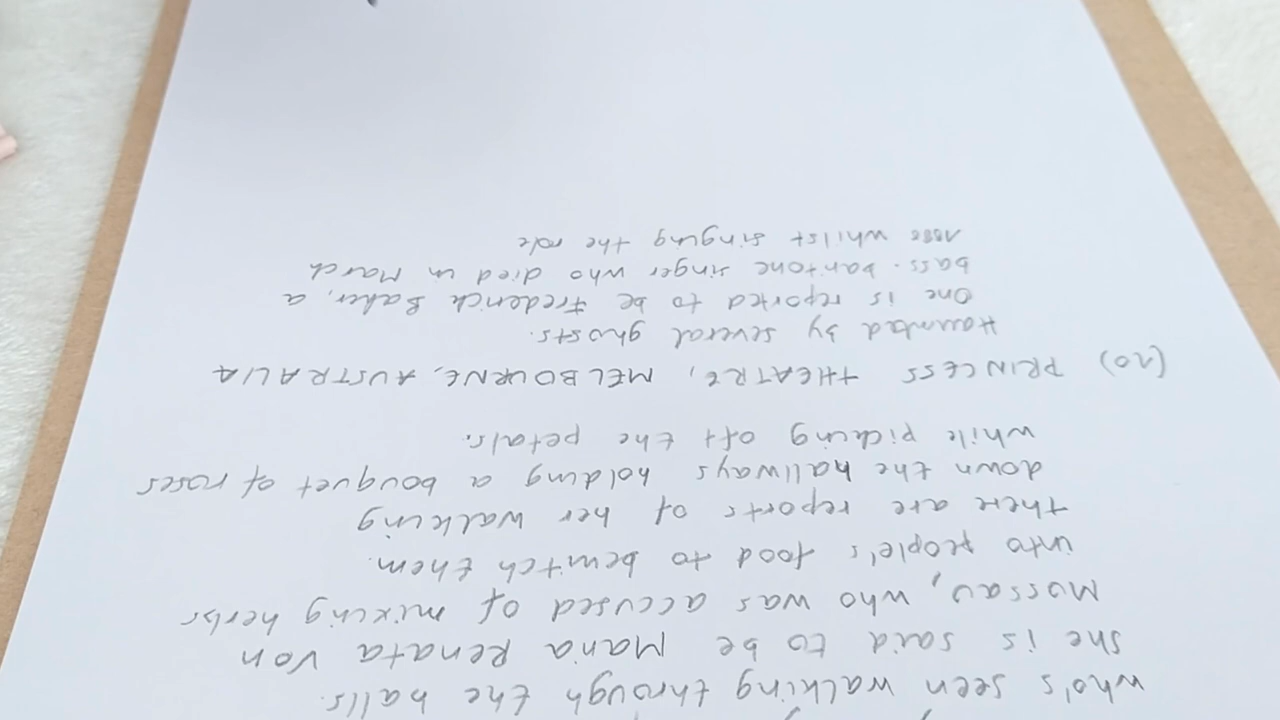 who's seen walking through the halls.
She is said to be Maria Renata von
Mossau, who was accused of mixing herbs
into people's food to bewitch them.
There are reports of her walking
down the hallways holding a bouquet of roses
while picking off the petals.
(10) PRINCESS THEATRE, MELBOURNE, AUSTRALIA
Haunted by several ghosts.
One is reported to be Frederick Baker, a
bass-baritone singer who died in March
1888 whilst singing the role